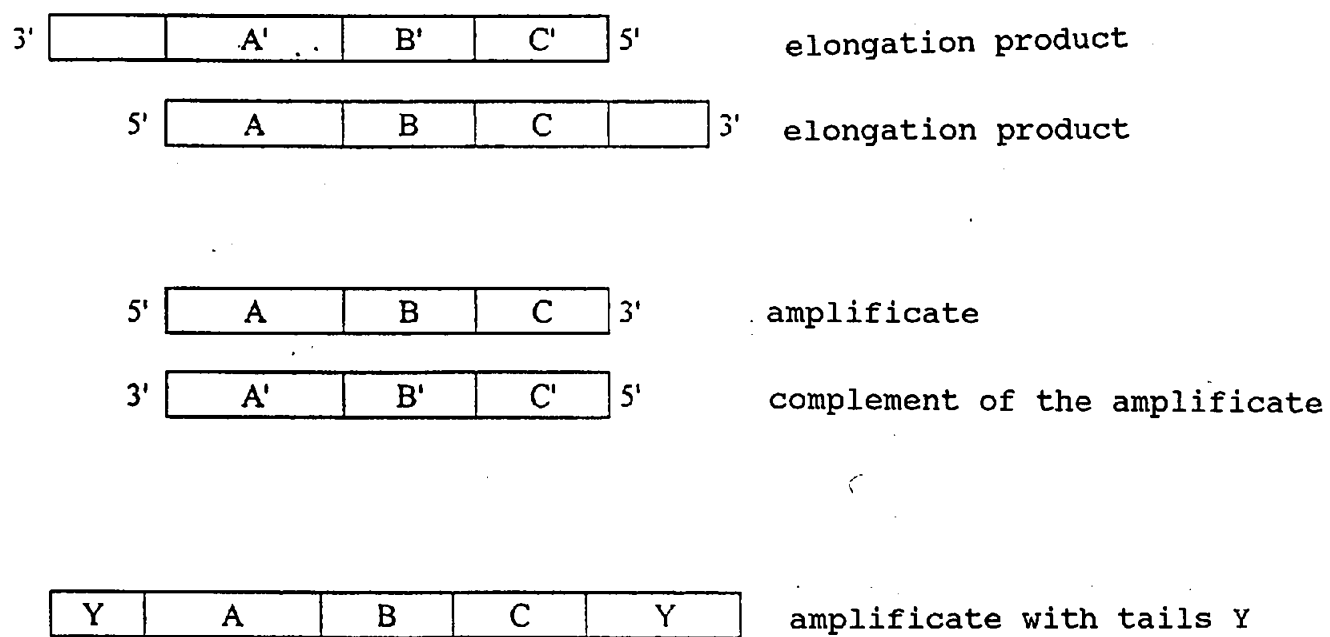 3' A' B' C' 5' elongation product
5' A B C 3' elongation product
5' A B C 3' amplificate
3' A' B' C' 5' complement of the amplificate
Y A B C Y amplificate with tails Y